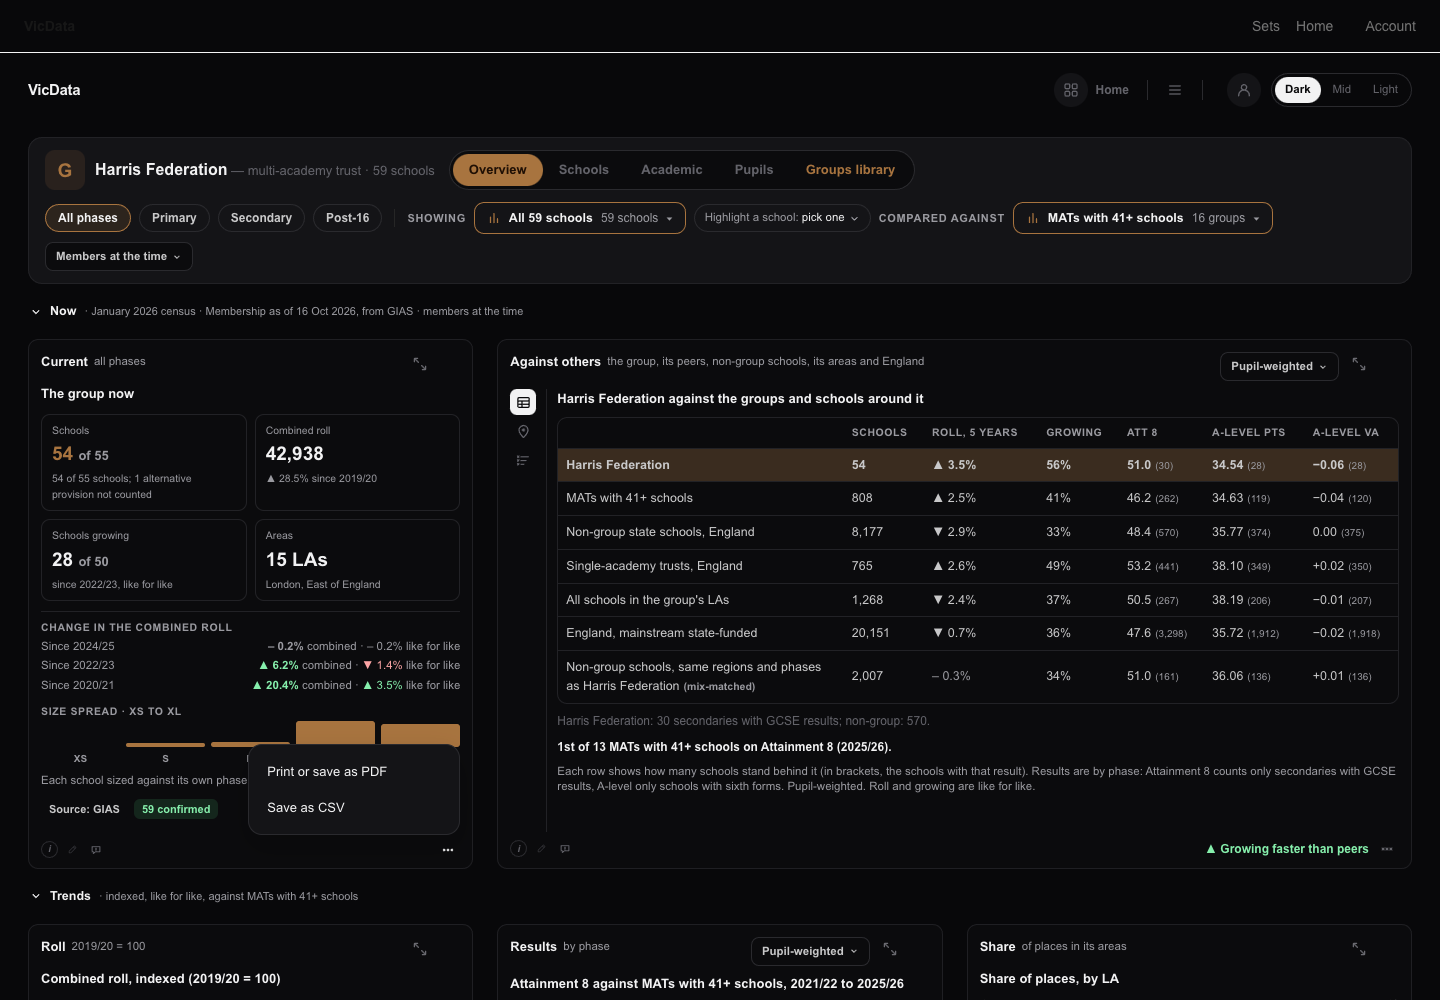 VicData
Sets Home Account
VicData
Home
Dark Mid Light
G Harris Federation — multi-academy trust · 59 schools
Overview Schools Academic Pupils Groups library
All phases Primary Secondary Post-16 SHOWING All 59 schools 59 schools Highlight a school: pick one COMPARED AGAINST MATs with 41+ schools 16 groups
Members at the time
Now · January 2026 census · Membership as of 16 Oct 2026, from GIAS · members at the time
Current all phases
The group now
Schools
54 of 55
54 of 55 schools; 1 alternative
provision not counted
Combined roll
42,938
▲ 28.5% since 2019/20
Schools growing
28 of 50
since 2022/23, like for like
Areas
15 LAs
London, East of England
CHANGE IN THE COMBINED ROLL
Since 2024/25 – 0.2% combined · – 0.2% like for like
Since 2022/23 ▲ 6.2% combined · ▼ 1.4% like for like
Since 2020/21 ▲ 20.4% combined · ▲ 3.5% like for like
SIZE SPREAD · XS TO XL
XS S
Each school sized against its own phase
Source: GIAS 59 confirmed
Print or save as PDF
Save as CSV
Against others the group, its peers, non-group schools, its areas and England
Pupil-weighted
Harris Federation against the groups and schools around it
SCHOOLS ROLL, 5 YEARS GROWING ATT 8 A-LEVEL PTS A-LEVEL VA
Harris Federation 54 ▲ 3.5% 56% 51.0 (30) 34.54 (28) −0.06 (28)
MATs with 41+ schools 808 ▲ 2.5% 41% 46.2 (262) 34.63 (119) −0.04 (120)
Non-group state schools, England 8,177 ▼ 2.9% 33% 48.4 (570) 35.77 (374) 0.00 (375)
Single-academy trusts, England 765 ▲ 2.6% 49% 53.2 (441) 38.10 (349) +0.02 (350)
All schools in the group's LAs 1,268 ▼ 2.4% 37% 50.5 (267) 38.19 (206) −0.01 (207)
England, mainstream state-funded 20,151 ▼ 0.7% 36% 47.6 (3,298) 35.72 (1,912) −0.02 (1,918)
Non-group schools, same regions and phases
as Harris Federation (mix-matched) 2,007 – 0.3% 34% 51.0 (161) 36.06 (136) +0.01 (136)
Harris Federation: 30 secondaries with GCSE results; non-group: 570.
1st of 13 MATs with 41+ schools on Attainment 8 (2025/26).
Each row shows how many schools stand behind it (in brackets, the schools with that result). Results are by phase: Attainment 8 counts only secondaries with GCSE
results, A-level only schools with sixth forms. Pupil-weighted. Roll and growing are like for like.
▲ Growing faster than peers
Trends · indexed, like for like, against MATs with 41+ schools
Roll 2019/20 = 100
Combined roll, indexed (2019/20 = 100)
Results by phase
Pupil-weighted
Attainment 8 against MATs with 41+ schools, 2021/22 to 2025/26
Share of places in its areas
Share of places, by LA